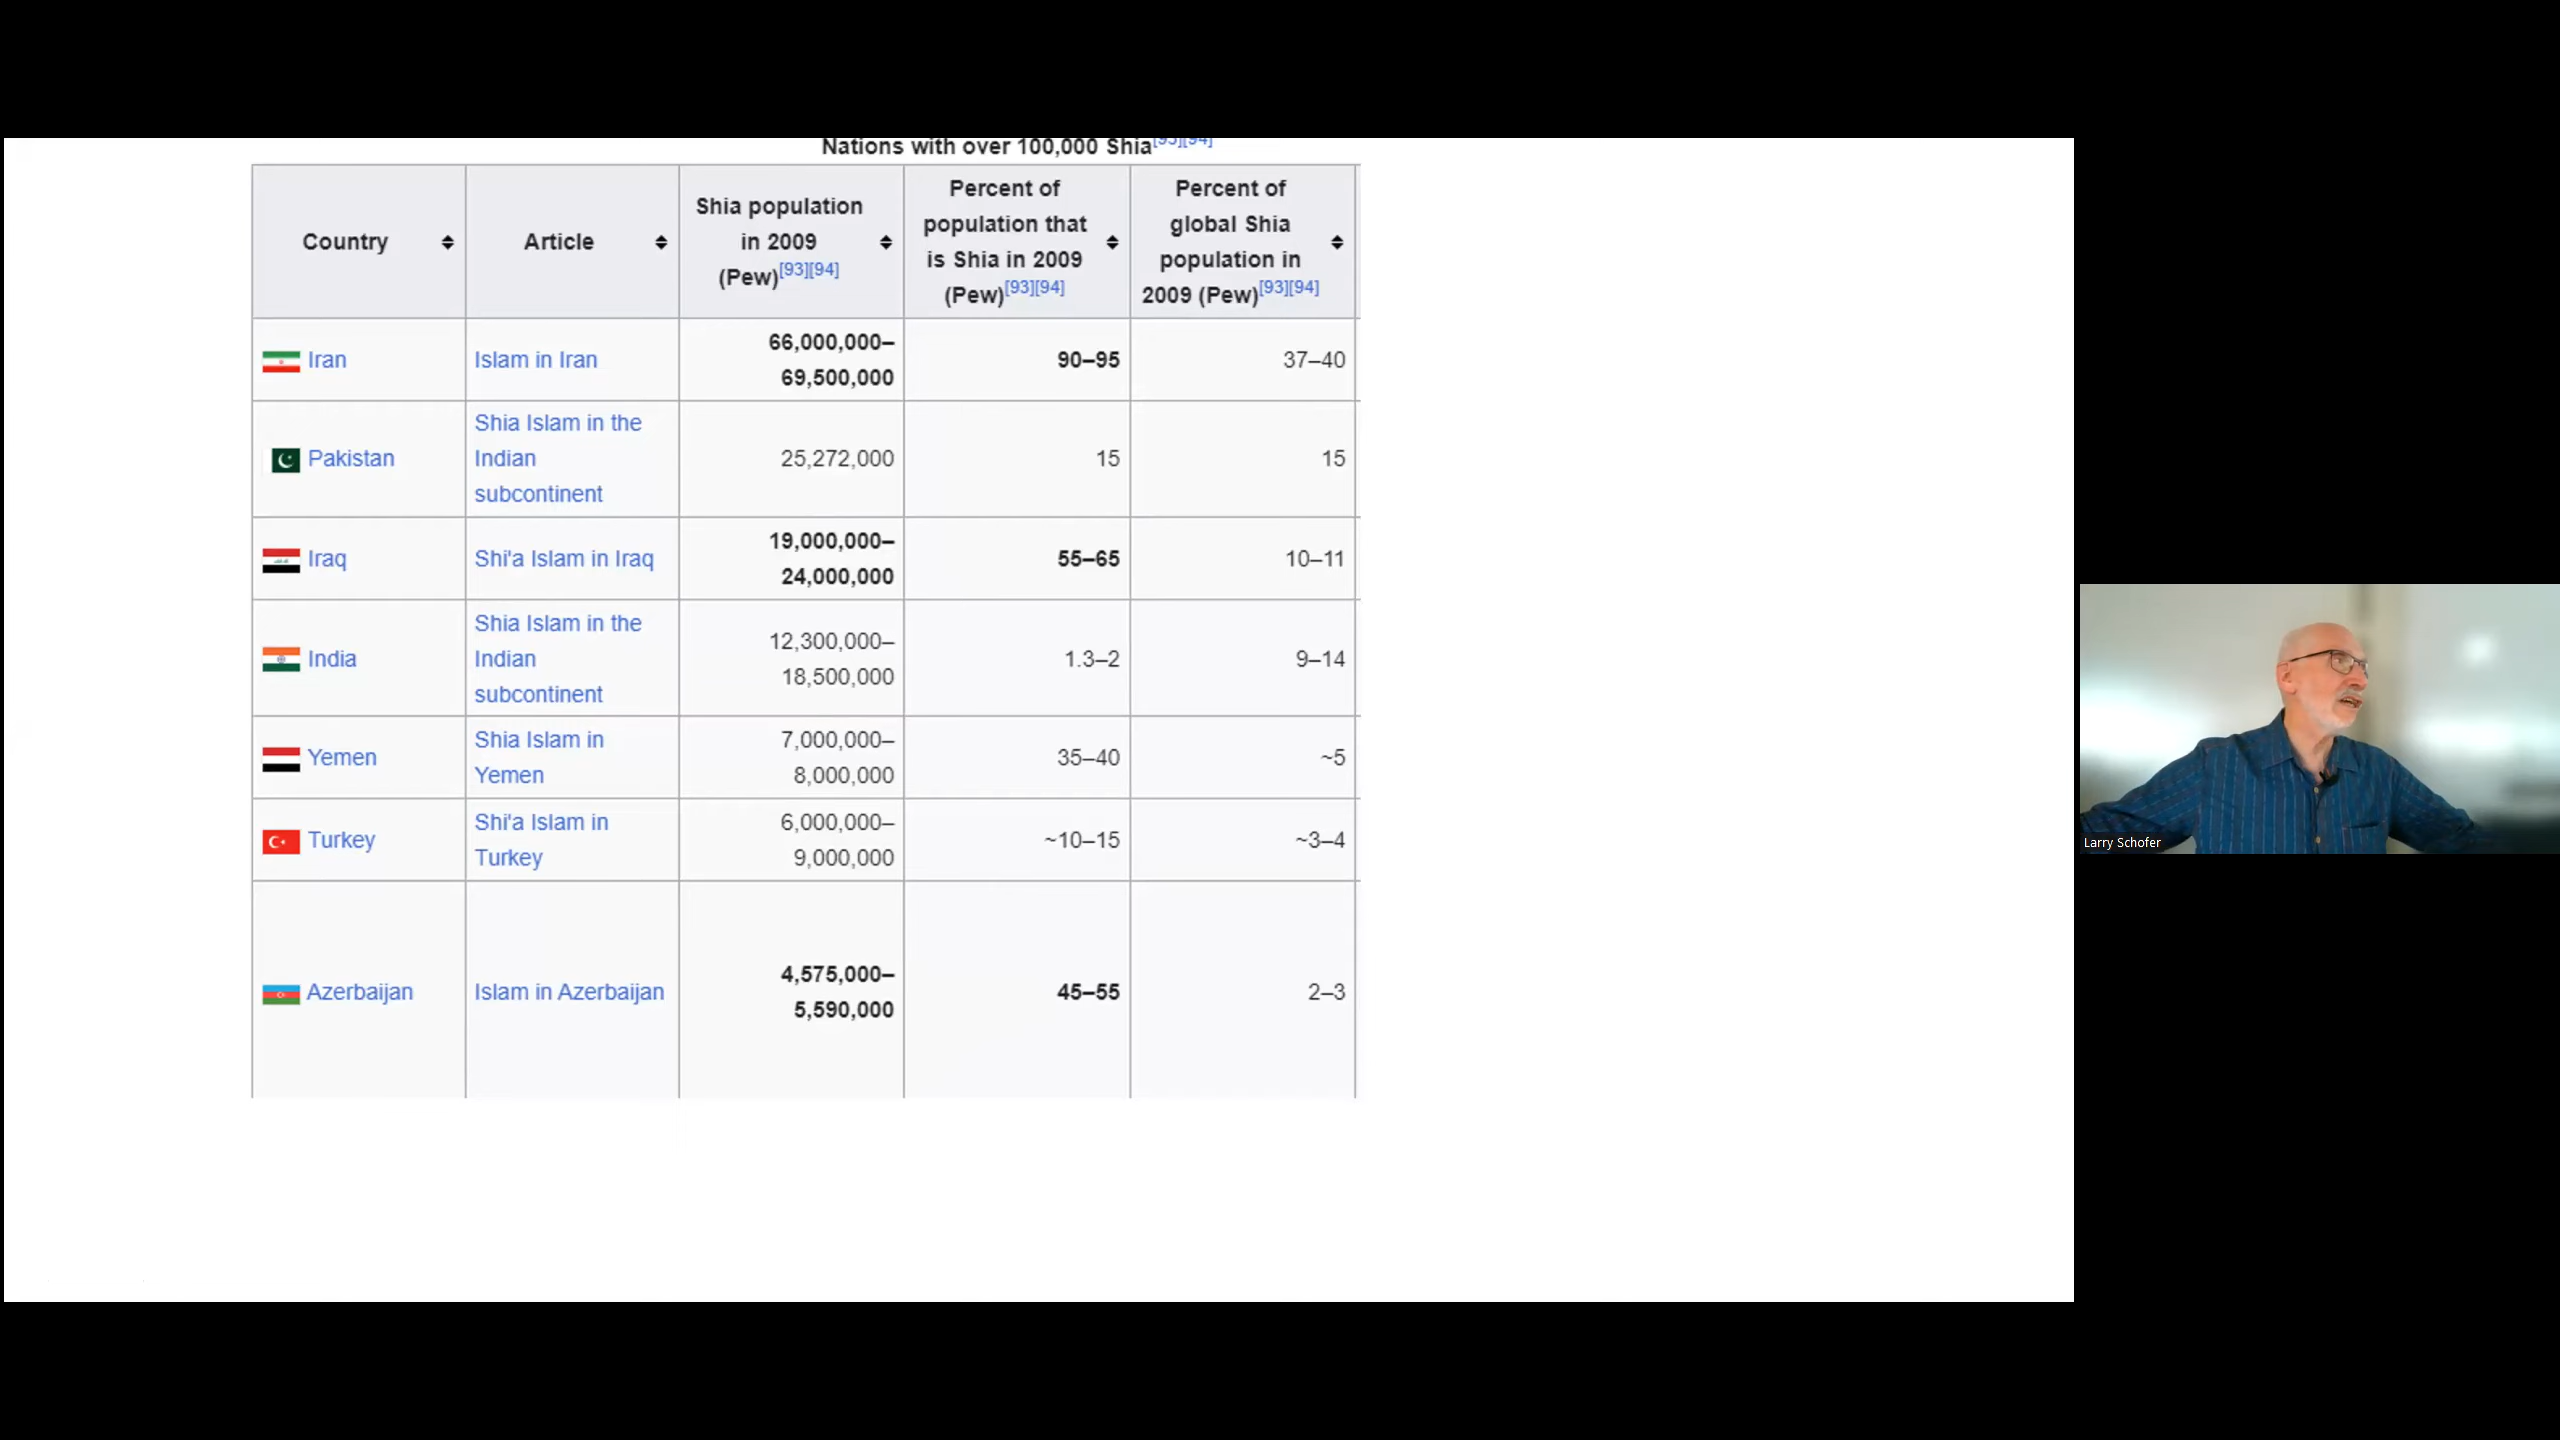 Nations with over 100,000 Shia[93][94]
Country
Article
Shia population
in 2009
(Pew)[93][94]
Percent of
population that
is Shia in 2009
(Pew)[93][94]
Percent of
global Shia
population in
2009 (Pew)[93][94]
Iran
Islam in Iran
66,000,000–
69,500,000
90–95
37–40
Pakistan
Shia Islam in the
Indian
subcontinent
25,272,000
15
15
Iraq
Shi'a Islam in Iraq
19,000,000–
24,000,000
55–65
10–11
India
Shia Islam in the
Indian
subcontinent
12,300,000–
18,500,000
1.3–2
9–14
Yemen
Shia Islam in
Yemen
7,000,000–
8,000,000
35–40
~5
Turkey
Shi'a Islam in
Turkey
6,000,000–
9,000,000
~10–15
~3–4
Azerbaijan
Islam in Azerbaijan
4,575,000–
5,590,000
45–55
2–3
Larry Schofer